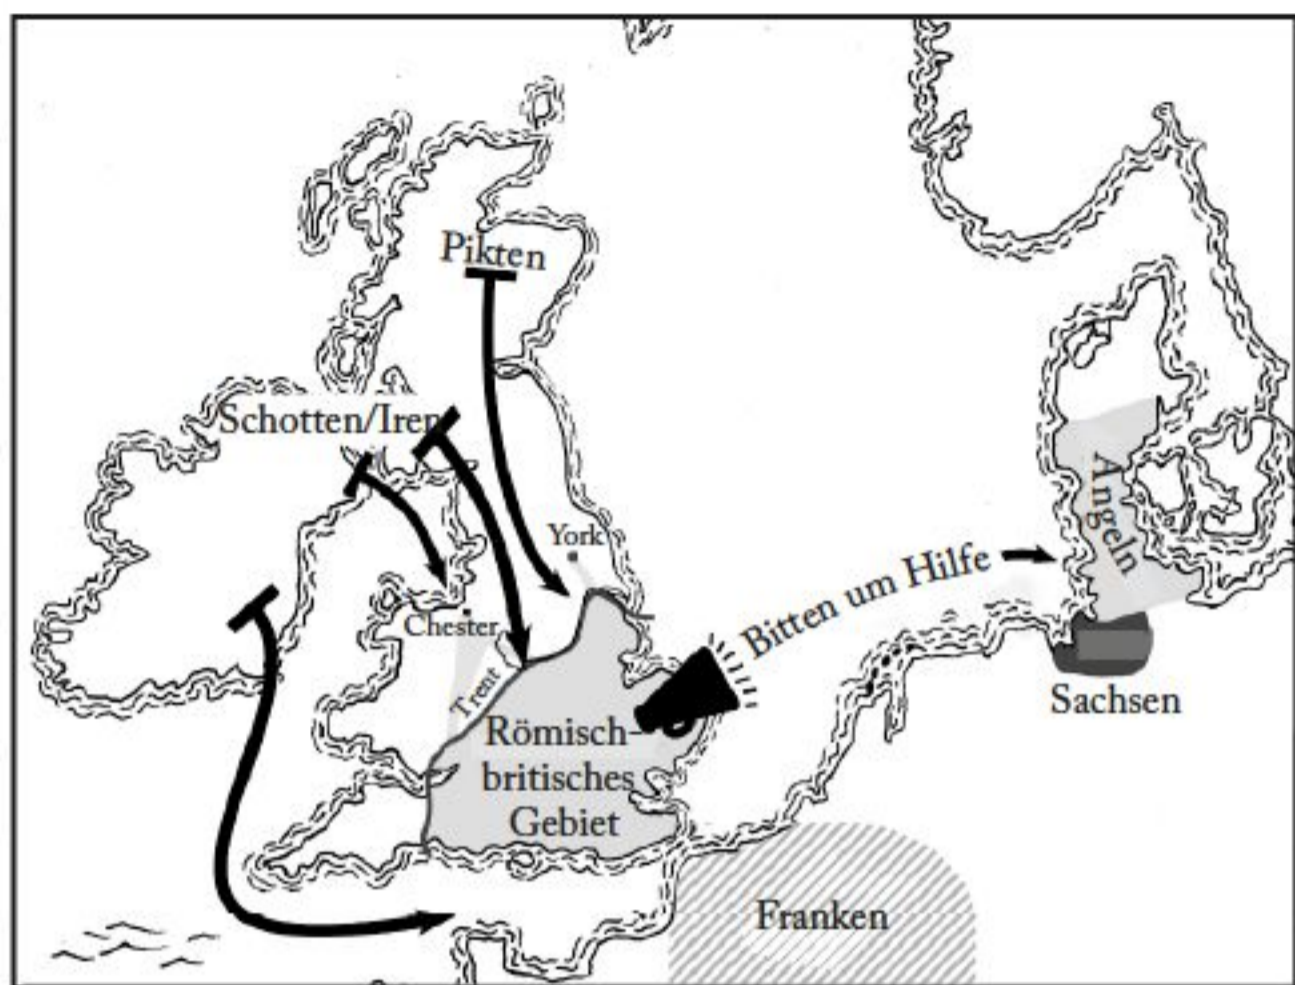 Pikten
Schotten/Iren
York
Chester
Trent
Bitten um Hilfe
Angeln
Sachsen
Römisch-
britisches
Gebiet
Franken